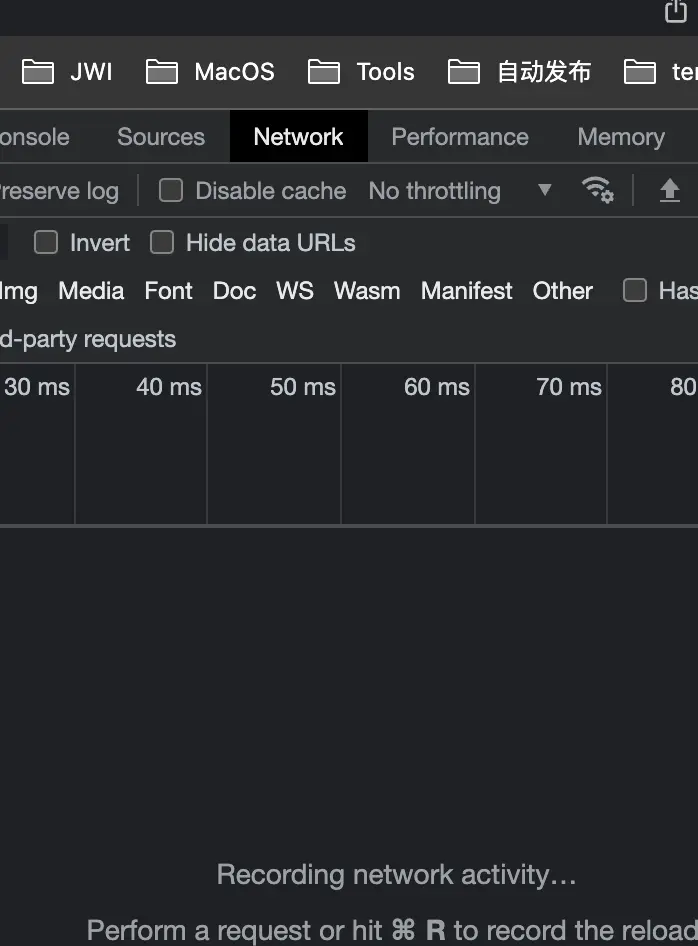 JWI MacOS Tools 自动发布 ter
onsole Sources Network Performance Memory
Preserve log Disable cache No throttling ▼
Invert Hide data URLs
Img Media Font Doc WS Wasm Manifest Other Has
d-party requests
30 ms 40 ms 50 ms 60 ms 70 ms 80
Recording network activity…
Perform a request or hit ⌘ R to record the reload